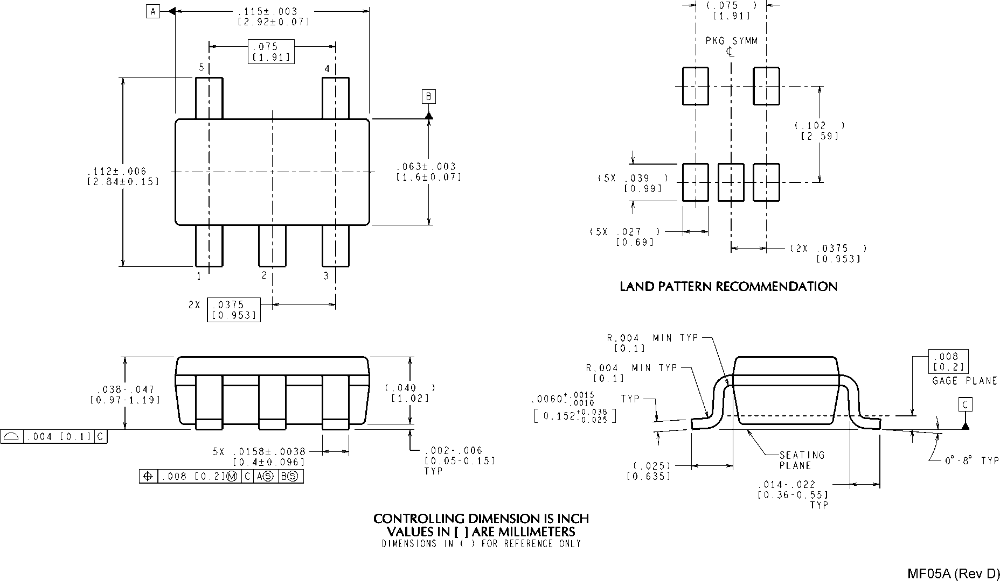 A
.115±.003
[2.92±0.07]
.075
[1.91]
5
4
B
.112±.006
[2.84±0.15]
.063±.003
[1.6±0.07]
1
2
3
2X .0375
[0.953]
(.075 )
[1.91]
PKG SYMM
℄
(.102 )
[2.59]
(5X .039 )
[0.99]
(5X .027 )
[0.69]
(2X .0375 )
[0.953]
LAND PATTERN RECOMMENDATION
.038-.047
[0.97-1.19]
(.040 )
[1.02]
⌓ .004 [0.1] C
5X .0158±.0038
[0.4±0.096]
⌖ .008 [0.2]Ⓜ C AⓈ BⓈ
.002-.006
[0.05-0.15]
TYP
R.004 MIN TYP
[0.1]
R.004 MIN TYP
[0.1]
.0060+.0015
-.0010 TYP
[0.152+0.038
-0.025]
.008
[0.2]
GAGE PLANE
C
SEATING
PLANE
0°-8° TYP
(.025)
[0.635]
.014-.022
[0.36-0.55]
TYP
CONTROLLING DIMENSION IS INCH
VALUES IN [ ] ARE MILLIMETERS
DIMENSIONS IN ( ) FOR REFERENCE ONLY
MF05A (Rev D)